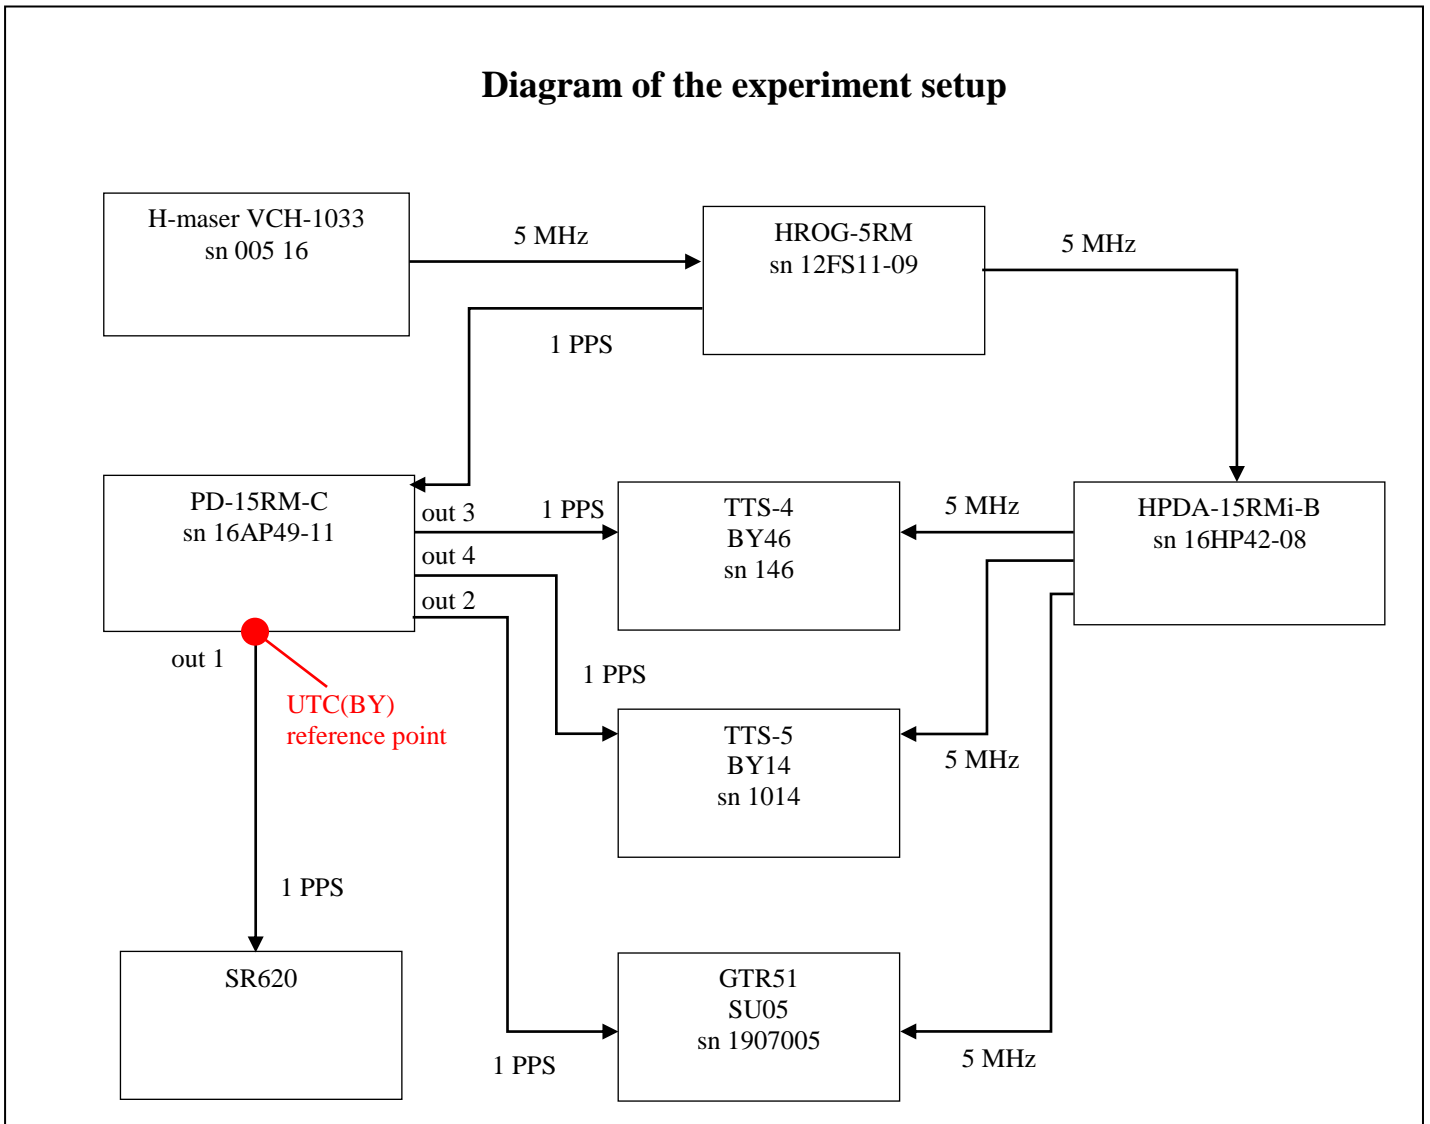 Diagram of the experiment setup
H-maser VCH-1033
sn 005 16
5 MHz
HROG-5RM
sn 12FS11-09
5 MHz
1 PPS
PD-15RM-C
sn 16AP49-11
out 3
1 PPS
out 4
out 2
TTS-4
BY46
sn 146
5 MHz
HPDA-15RMi-B
sn 16HP42-08
out 1
UTC(BY)
reference point
1 PPS
TTS-5
BY14
sn 1014
5 MHz
1 PPS
SR620
GTR51
SU05
sn 1907005
1 PPS
5 MHz